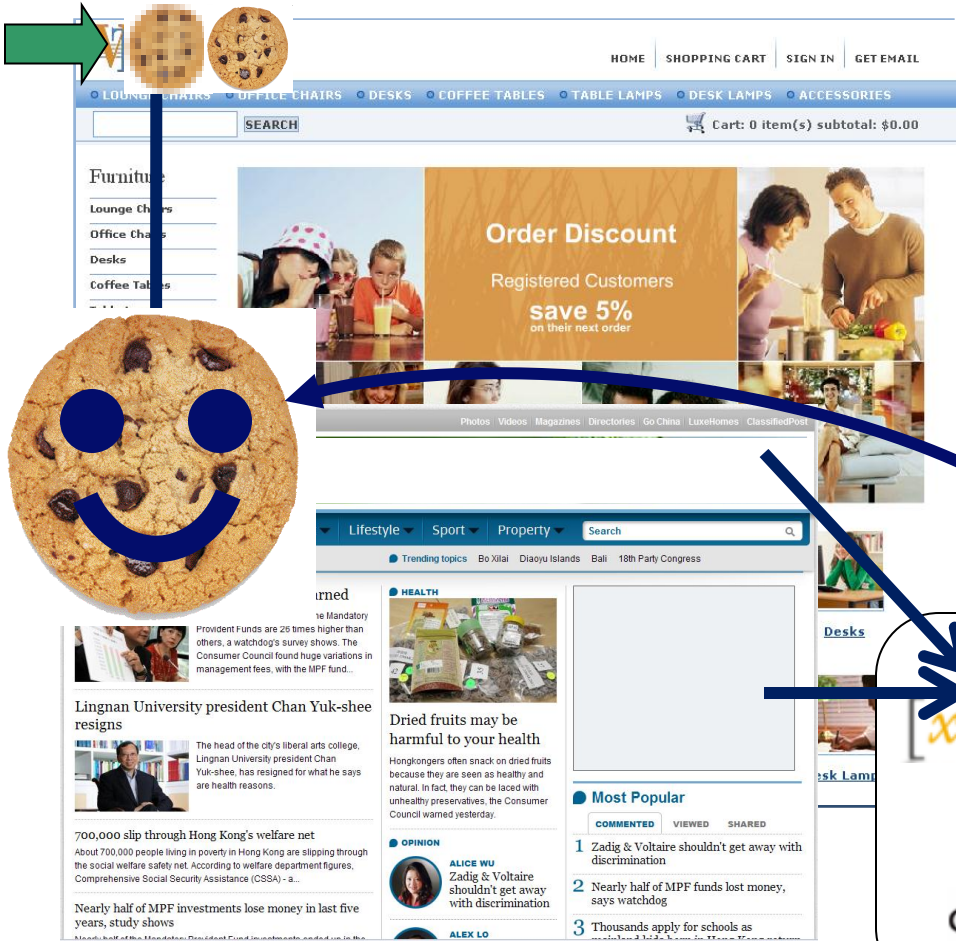 HOME SHOPPING CART SIGN IN GET EMAIL
LOUNGE CHAIRS OFFICE CHAIRS DESKS COFFEE TABLES TABLE LAMPS DESK LAMPS ACCESSORIES
SEARCH
Cart: 0 item(s) subtotal: $0.00
Furniture
Lounge Chairs
Office Chairs
Desks
Coffee Tables
Order Discount
Registered Customers
save 5%
on their next order
Photos Videos Magazines Directories Go China LuxeHomes ClassifiedPost
Lifestyle Sport Property Search
Trending topics Bo Xilai Diaoyu Islands Bali 18th Party Congress
Desks
esk Lamp
x
rned
he Mandatory
Provident Funds are 26 times higher than
others, a watchdog's survey shows. The
Consumer Council found huge variations in
management fees, with the MPF fund...
Lingnan University president Chan Yuk-shee
resigns
The head of the city's liberal arts college,
Lingnan University president Chan
Yuk-shee, has resigned for what he says
are health reasons.
700,000 slip through Hong Kong's welfare net
About 700,000 people living in poverty in Hong Kong are slipping through
the social welfare safety net. According to welfare department figures,
Comprehensive Social Security Assistance (CSSA) - a...
Nearly half of MPF investments lose money in last five
years, study shows
HEALTH
Dried fruits may be
harmful to your health
Hongkongers often snack on dried fruits
because they are seen as healthy and
natural. In fact, they can be laced with
unhealthy preservatives, the Consumer
Council warned yesterday.
OPINION
ALICE WU
Zadig & Voltaire
shouldn't get away
with discrimination
ALEX LO
Most Popular
COMMENTED VIEWED SHARED
1 Zadig & Voltaire shouldn't get away with
discrimination
2 Nearly half of MPF funds lost money,
says watchdog
3 Thousands apply for schools as